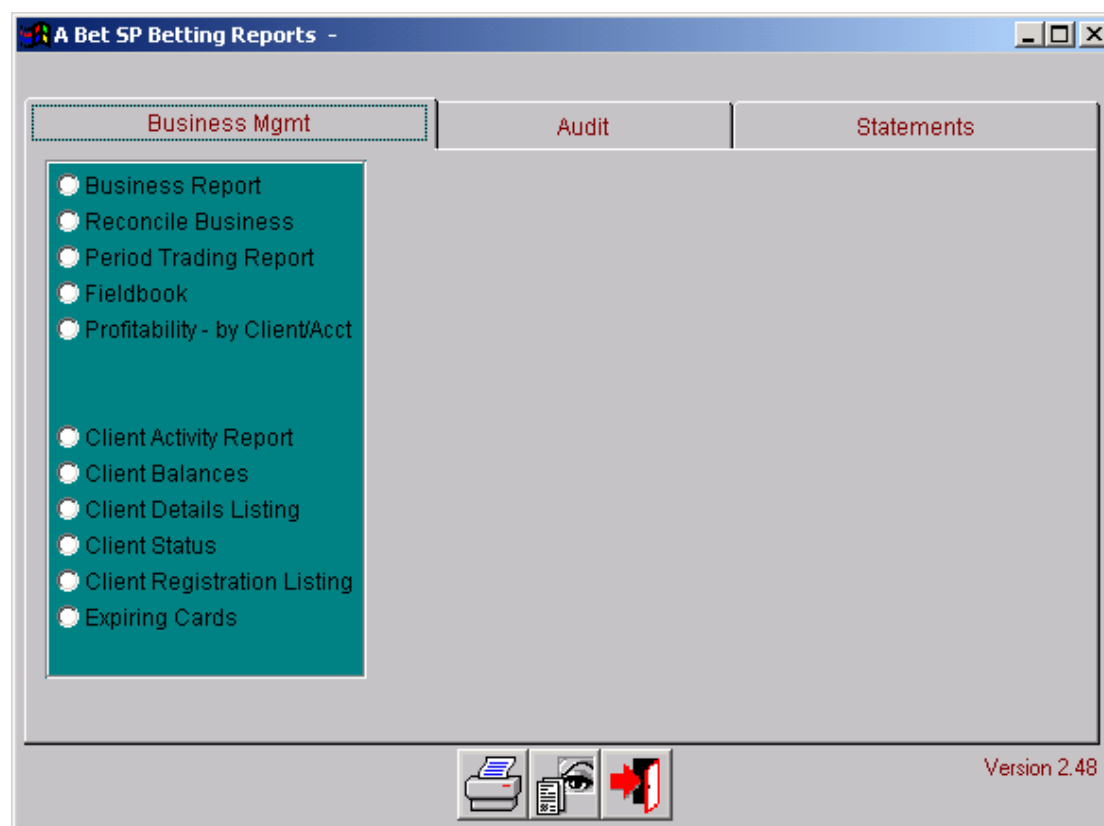 A Bet SP Betting Reports -
Business Mgmt
Audit
Statements
Business Report
Reconcile Business
Period Trading Report
Fieldbook
Profitability - by Client/Acct
Client Activity Report
Client Balances
Client Details Listing
Client Status
Client Registration Listing
Expiring Cards
Version 2.48